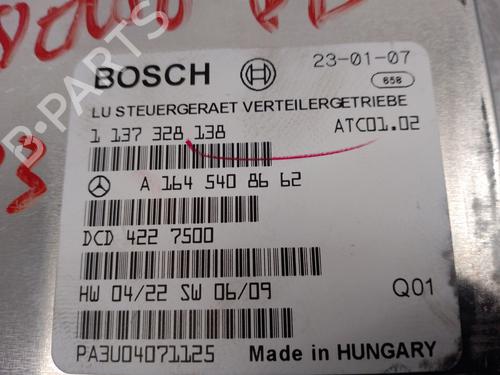 BOSCH
23-01-07
858
LU STEUERGERAET VERTEILERGETRIEBE
1 137 328 138
ATC01.02
A 164 540 86 62
DCD 422 7500
HW 04/22 SW 06/09
Q01
PA3U04071125
Made in HUNGARY
B-PARTS